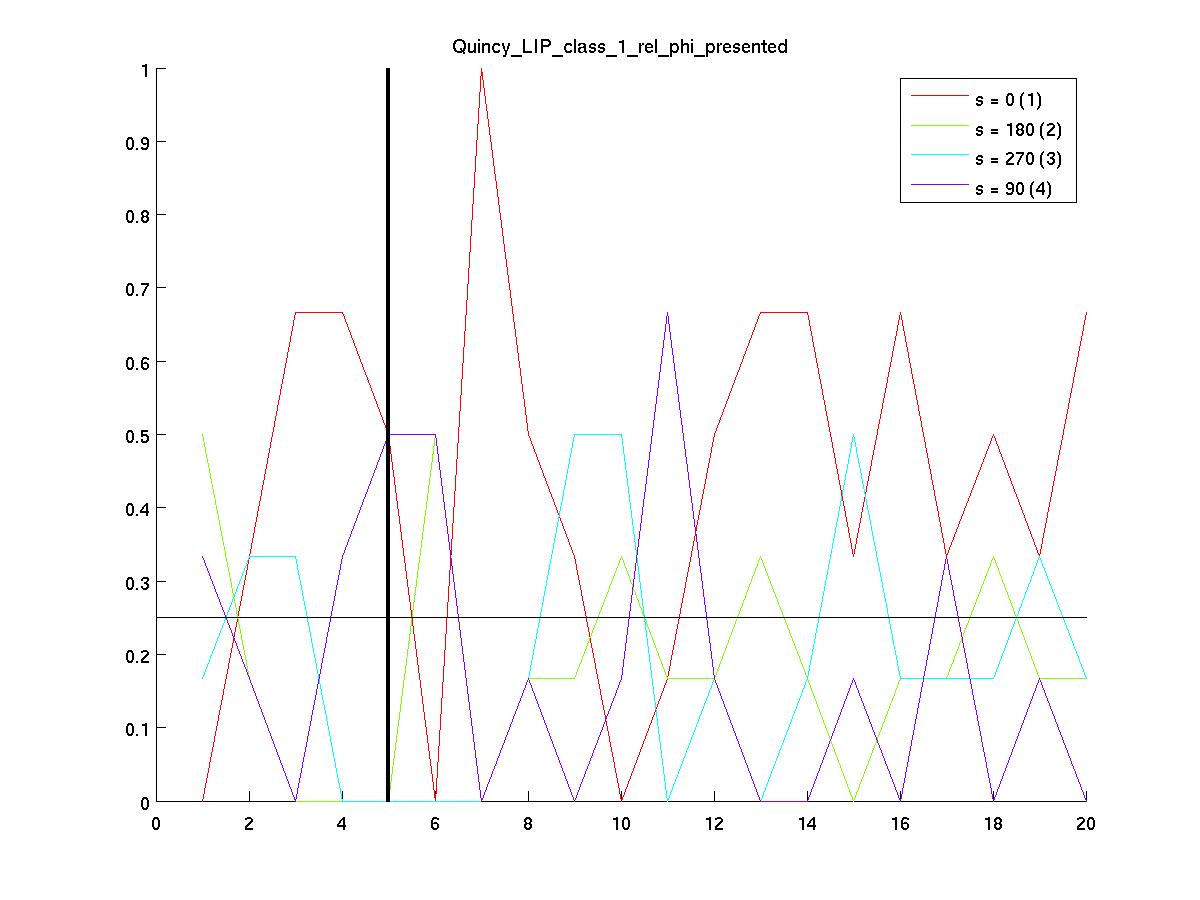 Quincy_LIP_class_1_rel_phi_presented
1
0.9
0.8
0.7
0.6
0.5
0.4
0.3
0.2
0.1
0
s = 0 (1)
s = 180 (2)
s = 270 (3)
s = 90 (4)
0 2 4 6 8 10 12 14 16 18 20